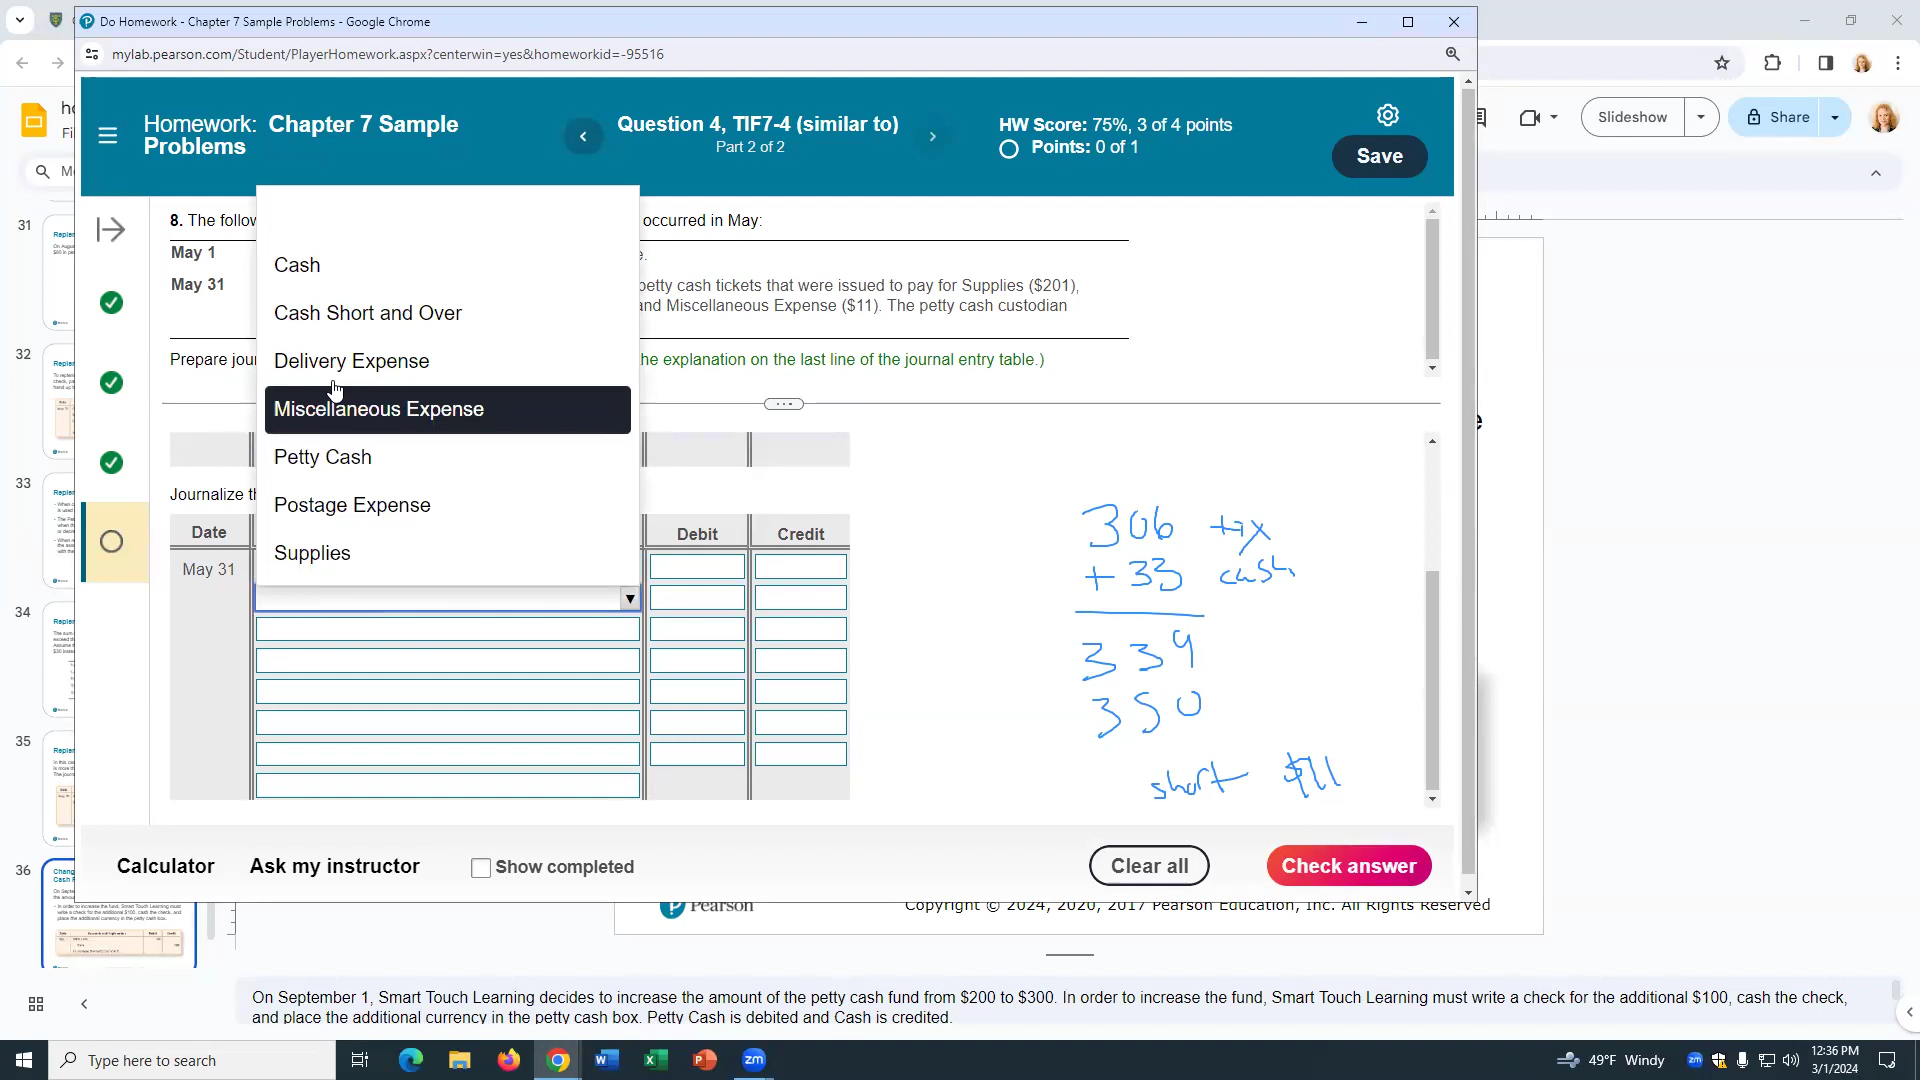 Do Homework - Chapter 7 Sample Problems - Google Chrome
mylab.pearson.com/Student/PlayerHomework.aspx?centerwin=yes&homeworkid=-95516
Homework: Chapter 7 Sample
Problems
Question 4, TIF7-4 (similar to)
Part 2 of 2
HW Score: 75%, 3 of 4 points
Points: 0 of 1
Save
Slideshow
Share
8. The follow
occurred in May:
May 1
e.
May 31
petty cash tickets that were issued to pay for Supplies ($201),
nd Miscellaneous Expense ($11). The petty cash custodian
Prepare jour
he explanation on the last line of the journal entry table.)
Cash
Cash Short and Over
Delivery Expense
Miscellaneous Expense
Petty Cash
Postage Expense
Supplies
Journalize th
Date
Debit
Credit
May 31
306 tix
+ 33 cash
339
350
short $11
Calculator
Ask my instructor
Show completed
Clear all
Check answer
31
32
33
34
35
36
Pearson
Copyright © 2024, 2020, 2017 Pearson Education, Inc. All Rights Reserved
On September 1, Smart Touch Learning decides to increase the amount of the petty cash fund from $200 to $300. In order to increase the fund, Smart Touch Learning must write a check for the additional $100, cash the check,
and place the additional currency in the petty cash box. Petty Cash is debited and Cash is credited.
Type here to search
49°F Windy
12:36 PM
3/1/2024